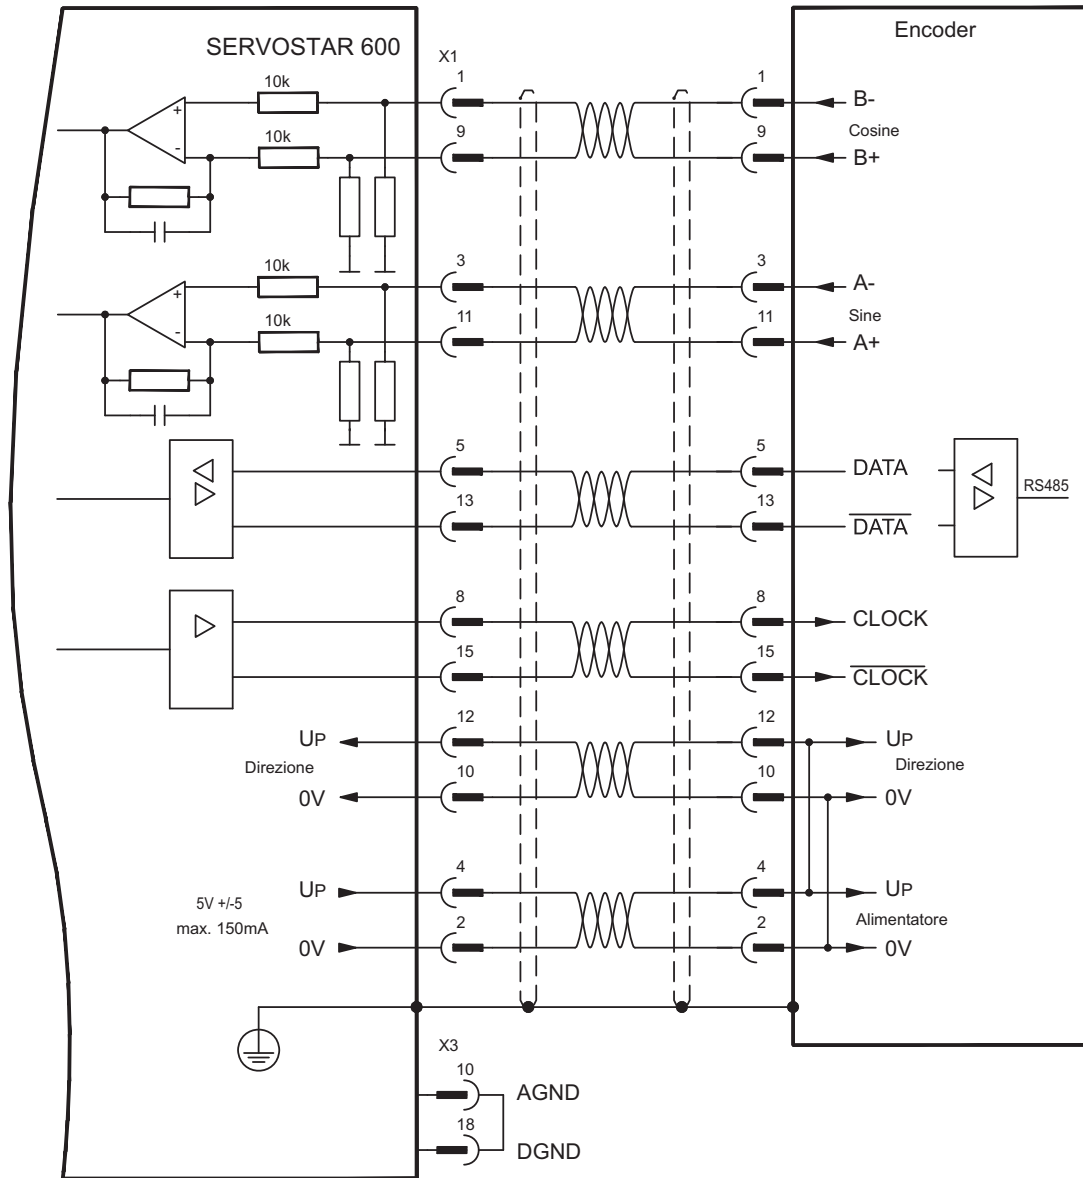 SERVOSTAR 600
X1
Encoder
10k
1
1
B-
+
Cosine
10k
9
9
B+
-
10k
3
3
A-
+
Sine
10k
11
11
A+
-
5
5
DATA
RS485
13
13
DATA
8
8
CLOCK
15
15
CLOCK
UP
12
12
UP
Direzione
Direzione
0V
10
10
0V
UP
4
4
UP
5V +/-5
max. 150mA
Alimentatore
0V
2
2
0V
X3
10
AGND
18
DGND